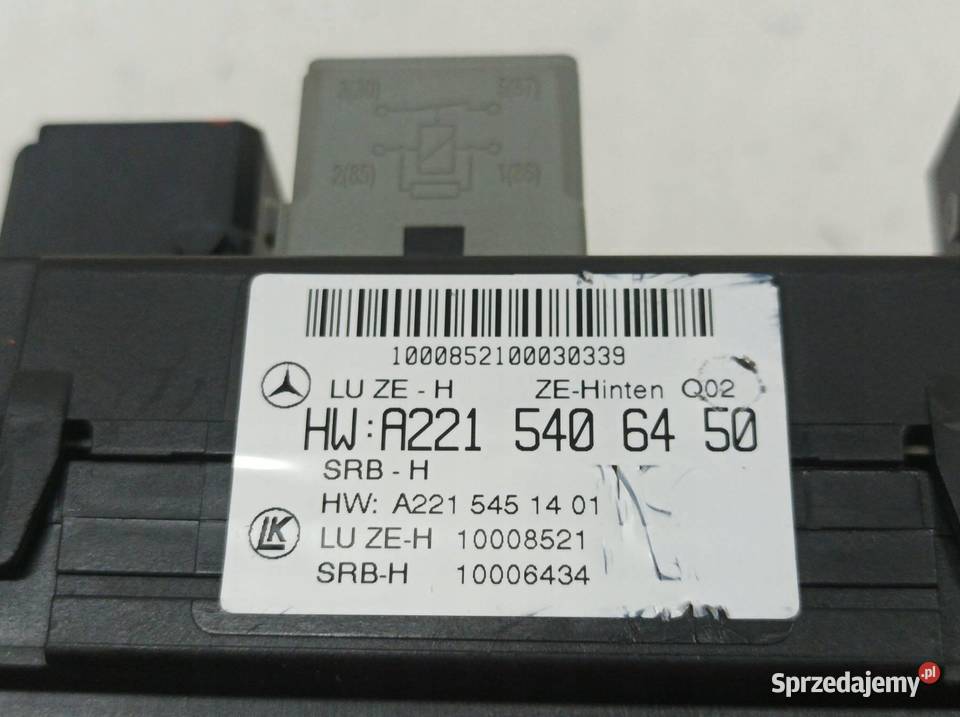 3(30) 5(87)
2(85) 1(86)
1000852100030339
LU ZE - H ZE-Hinten Q02
HW:A221 540 64 50
SRB - H
HW: A221 545 14 01
LK
LU ZE-H 10008521
SRB-H 10006434
Sprzedajemy.pl